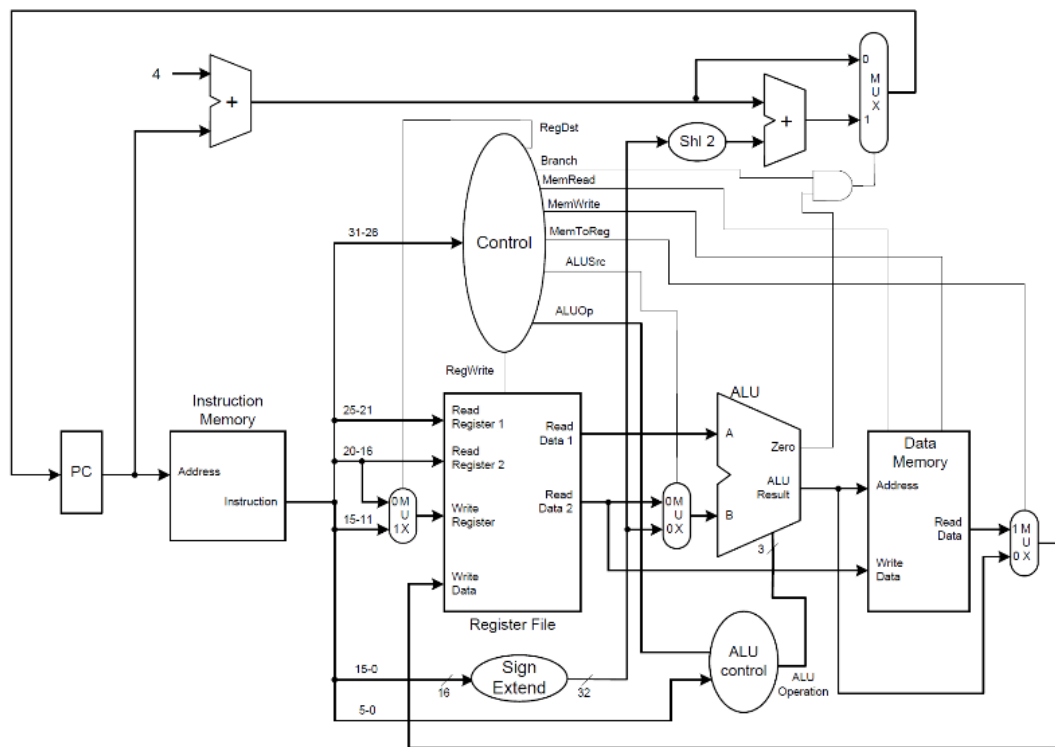 4
+
RegDst
Shl 2
+
0
M
U
X
1
Branch
MemRead
MemWrite
MemToReg
ALUSrc
ALUOp
31-26
Control
RegWrite
Instruction
Memory
PC
Address
Instruction
25-21
20-16
15-11
0 M
U
1 X
Read
Register 1
Read
Register 2
Write
Register
Write
Data
Read
Data 1
Read
Data 2
Register File
0 M
U
0 X
ALU
A
B
Zero
ALU
Result
3
Data
Memory
Address
Read
Data
Write
Data
1 M
U
0 X
15-0
16
Sign
Extend
32
5-0
ALU
control
ALU
Operation